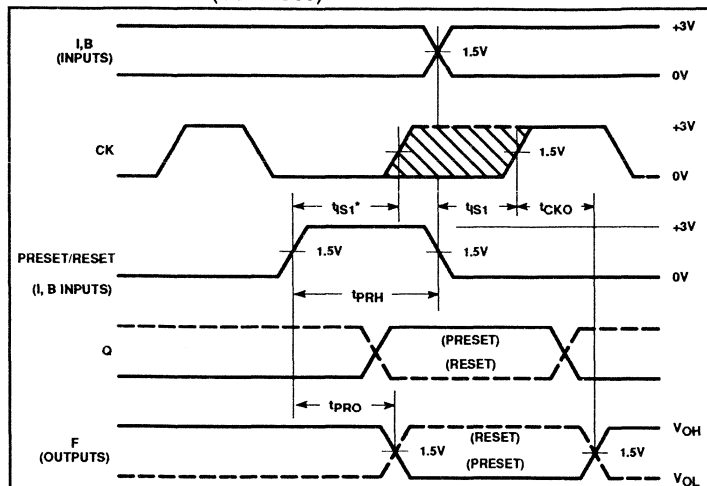 I,B
(INPUTS)
+3V
1.5V
0V
CK
+3V
1.5V
0V
tIS1*
tIS1
tCKO
+3V
PRESET/RESET
(I, B INPUTS)
1.5V
1.5V
0V
tPRH
Q
(PRESET)
(RESET)
tPRO
F
(OUTPUTS)
1.5V
(RESET)
(PRESET)
1.5V
VOH
VOL